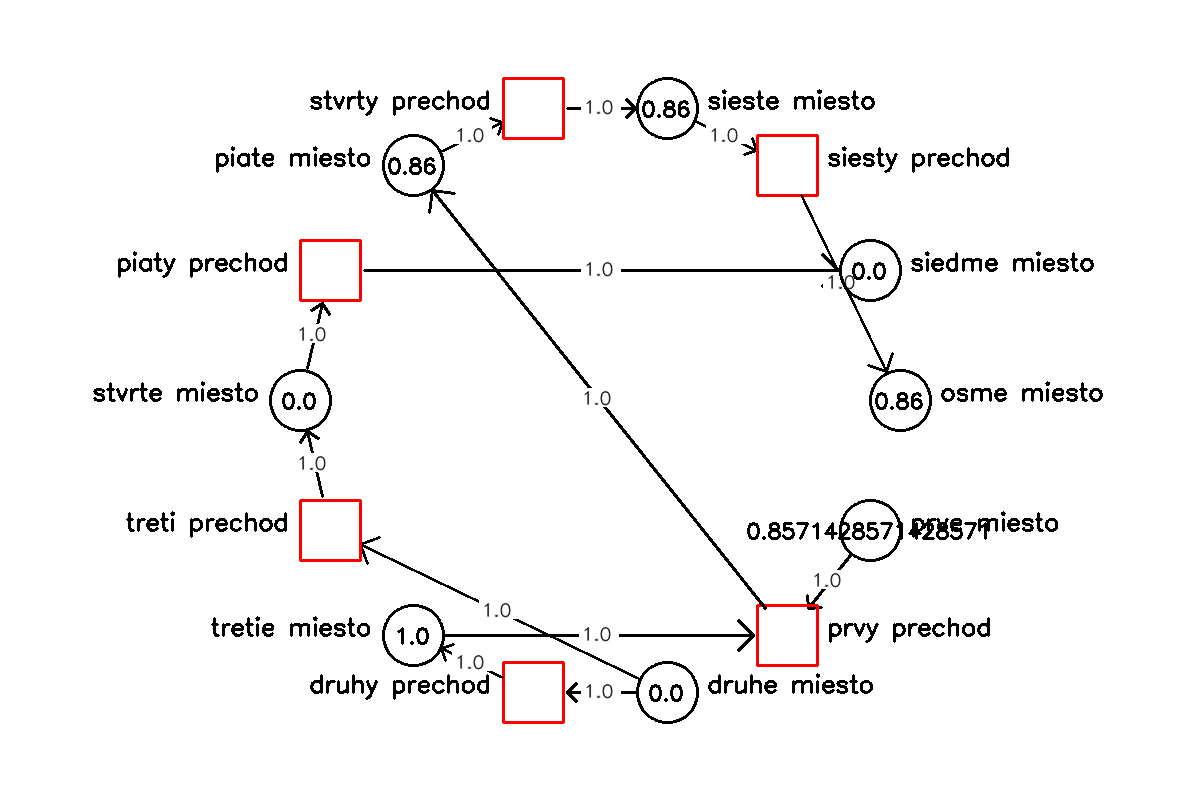 stvrty prechod
1.0
0.86
sieste miesto
piate miesto
0.86
1.0
1.0
siesty prechod
piaty prechod
1.0
0.0
siedme miesto
1.0
1.0
stvrte miesto
0.0
1.0
0.86
osme miesto
1.0
treti prechod
0.8571428571428571
prve miesto
1.0
1.0
tretie miesto
1.0
1.0
prvy prechod
1.0
druhy prechod
1.0
0.0
druhe miesto